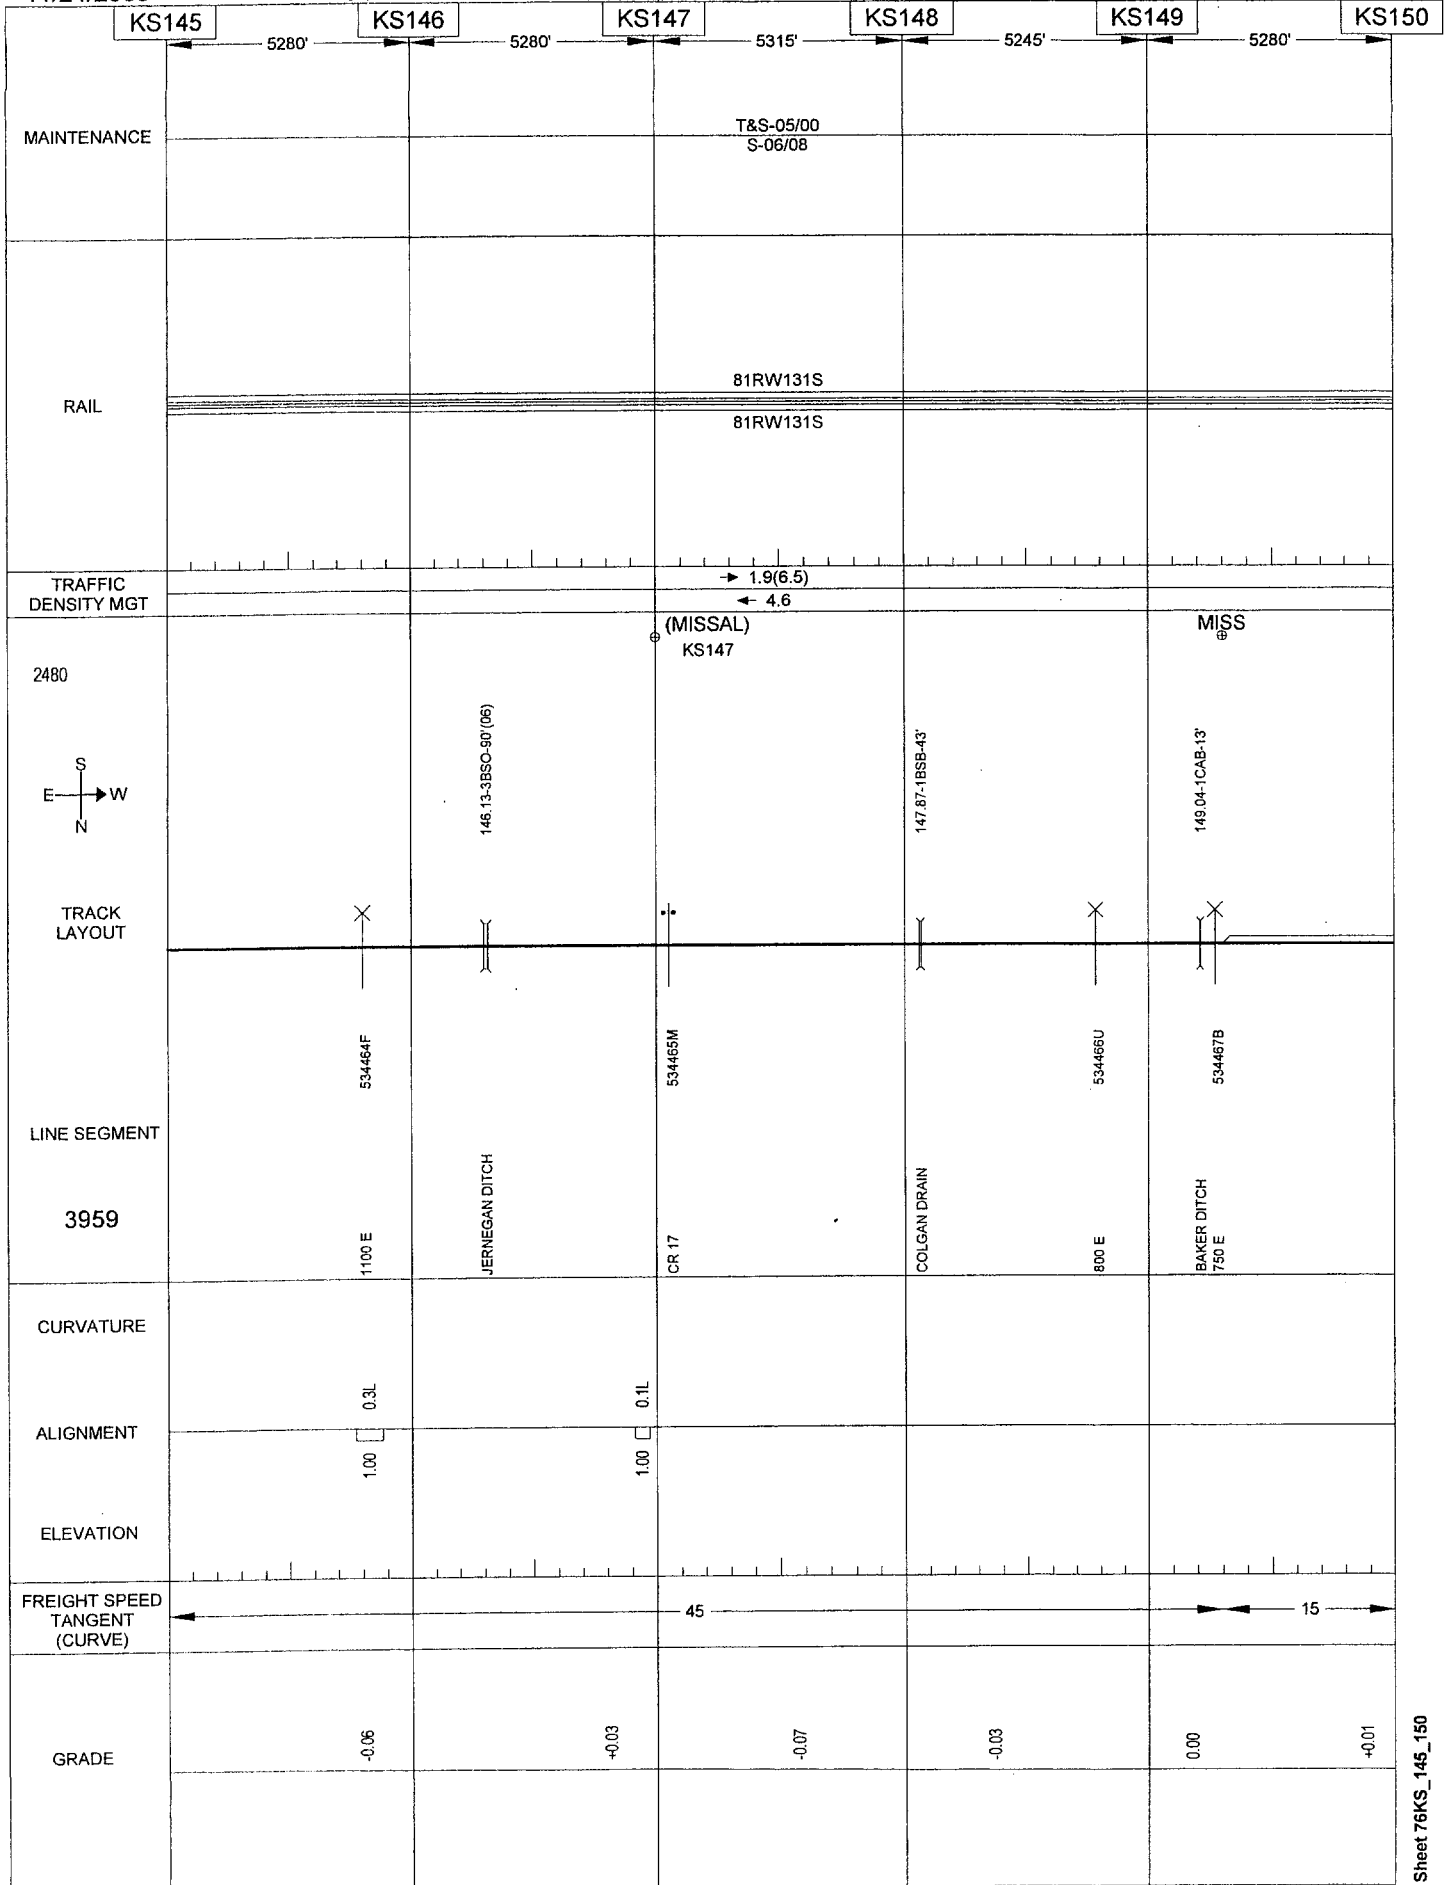 KS145 KS146 KS147 KS148 KS149 KS150
5280' 5280' 5315' 5245' 5280'
MAINTENANCE
T&S-05/00
S-06/08
RAIL
81RW131S
81RW131S
TRAFFIC
DENSITY MGT
1.9(6.5)
4.6
(MISSAL)
KS147
MISS
2480
S
E W
N
146.13-3BSO-90'(06)
147.87-1BSB-43'
149.04-1CAB-13'
TRACK
LAYOUT
534464F
534465M
534466U
534467B
LINE SEGMENT
3959
1100 E
JERNEGAN DITCH
CR 17
COLGAN DRAIN
800 E
BAKER DITCH
750 E
CURVATURE
0.3L
0.1L
ALIGNMENT
1.00
1.00
ELEVATION
FREIGHT SPEED
TANGENT
(CURVE)
45
15
GRADE
-0.06
+0.03
-0.07
-0.03
0.00
+0.01
Sheet 76KS_145_150